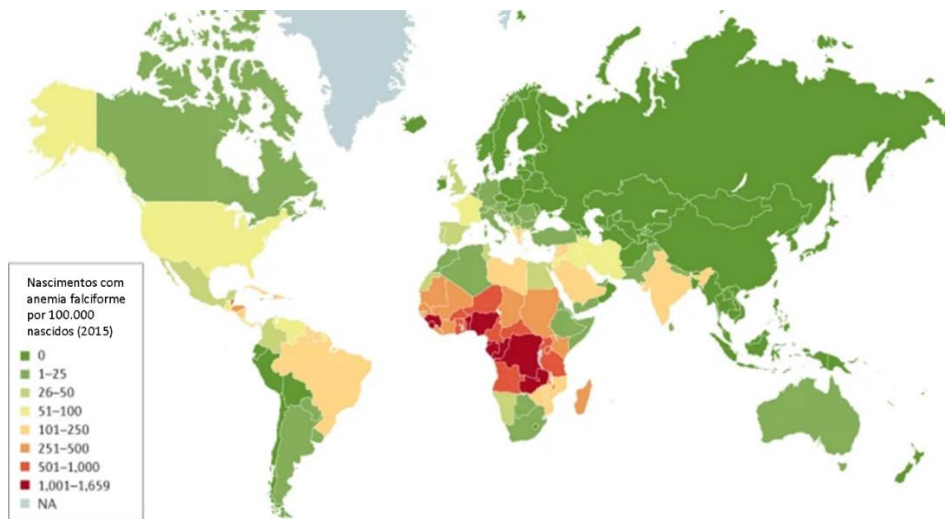 Nascimentos com
anemia falciforme
por 100.000
nascidos (2015)
0
1–25
26–50
51–100
101–250
251–500
501–1,000
1,001–1,659
NA